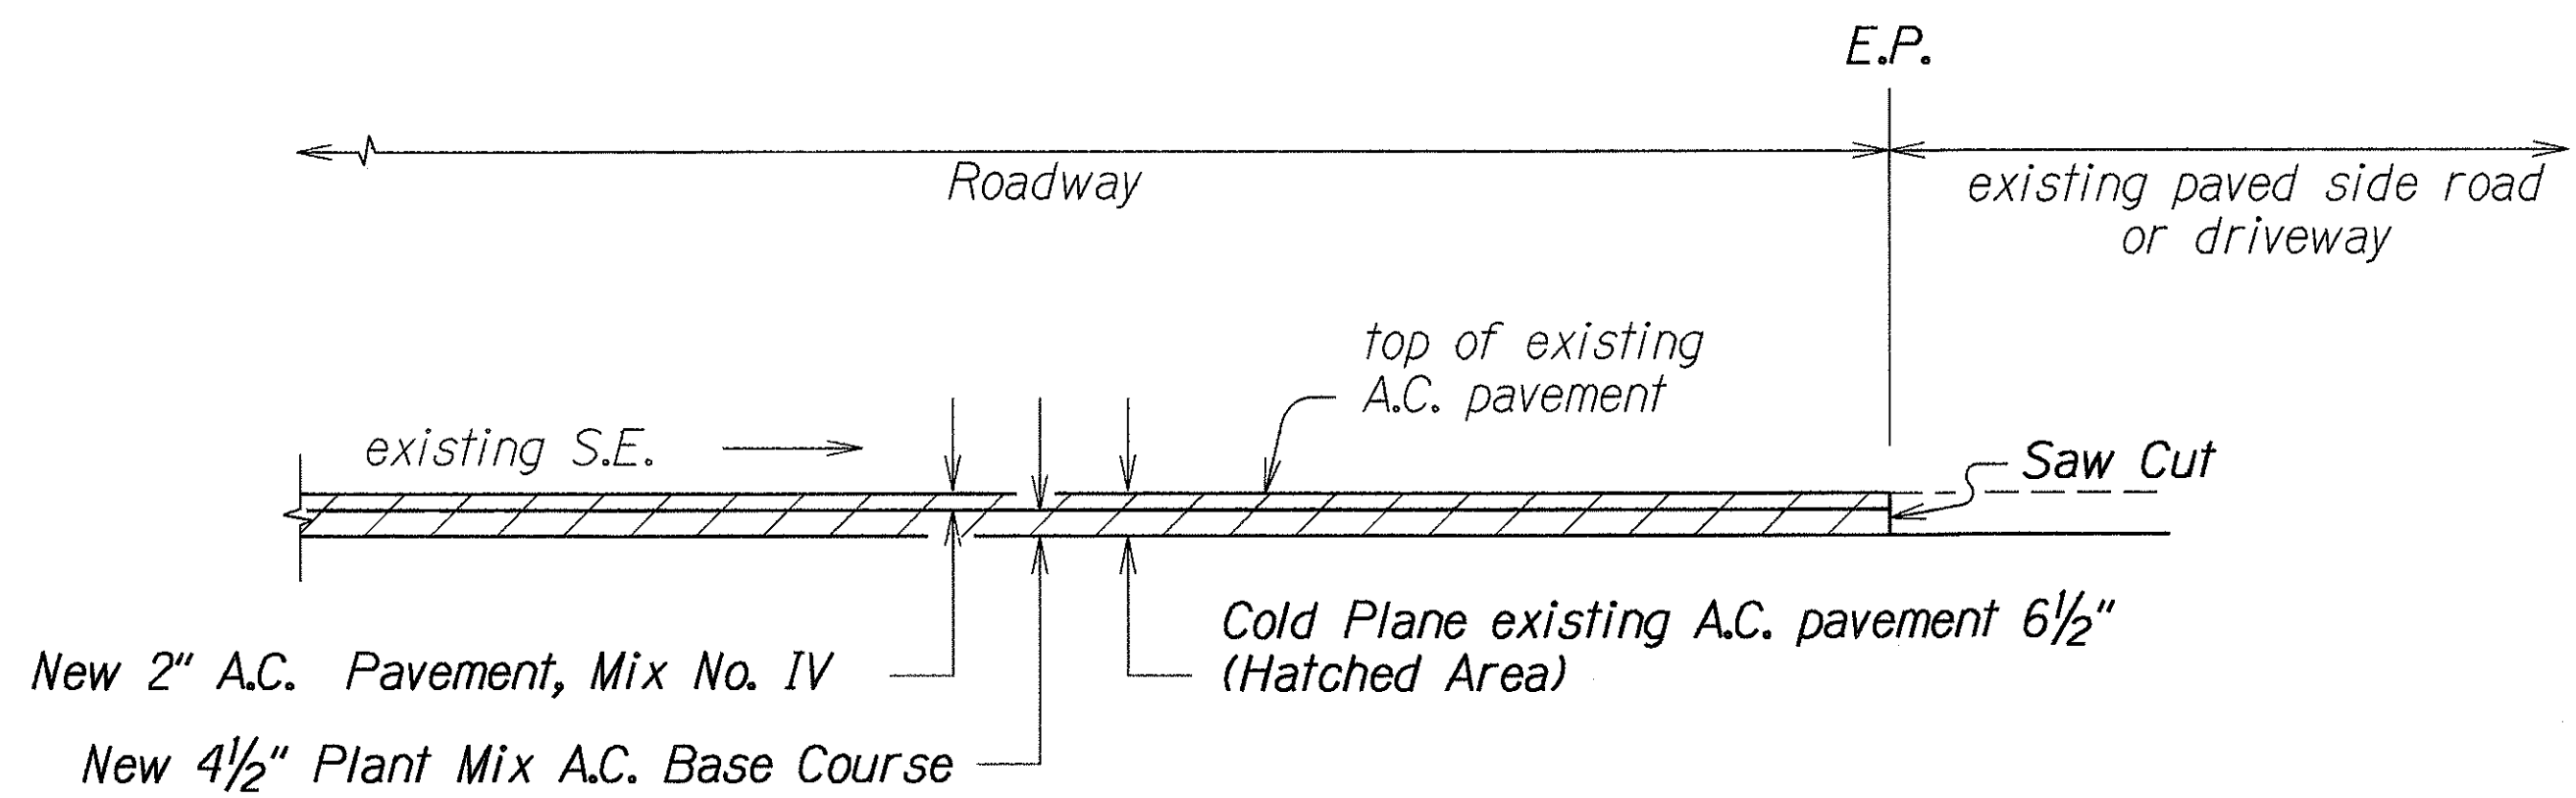 E.P.
Roadway
existing paved side road
or driveway
top of existing
A.C. pavement
existing S.E.
Saw Cut
Cold Plane existing A.C. pavement 6½"
(Hatched Area)
New 2" A.C. Pavement, Mix No. IV
New 4½" Plant Mix A.C. Base Course